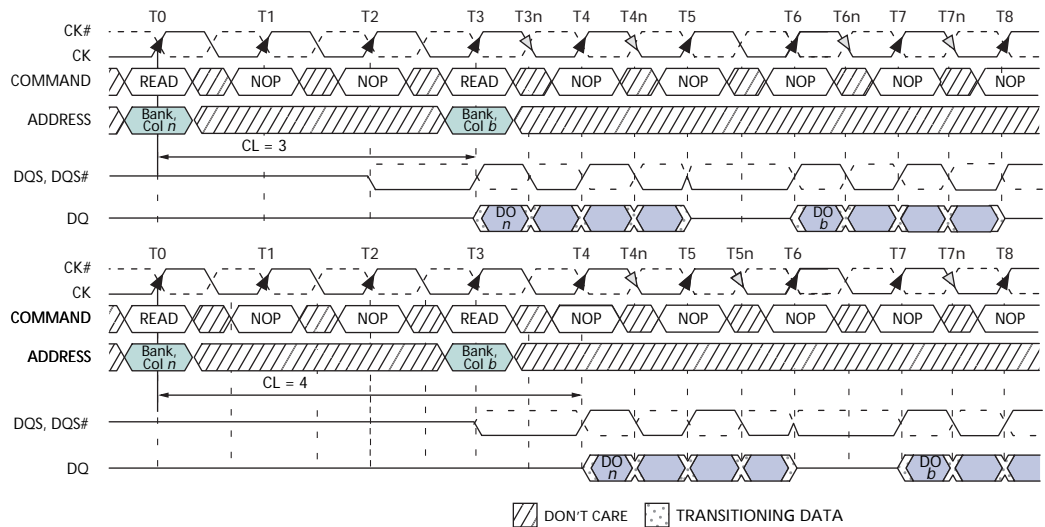 T0 T1 T2 T3 T3n T4 T4n T5 T6 T6n T7 T7n T8
CK#
CK
COMMAND READ NOP NOP READ NOP NOP NOP NOP NOP
ADDRESS Bank, Col n Bank, Col b
CL = 3
DQS, DQS#
DQ DO n DO b
T0 T1 T2 T3 T4 T4n T5 T5n T6 T7 T7n T8
CK#
CK
COMMAND READ NOP NOP READ NOP NOP NOP NOP NOP
ADDRESS Bank, Col n Bank, Col b
CL = 4
DQS, DQS#
DQ DO n DO b
DON'T CARE TRANSITIONING DATA